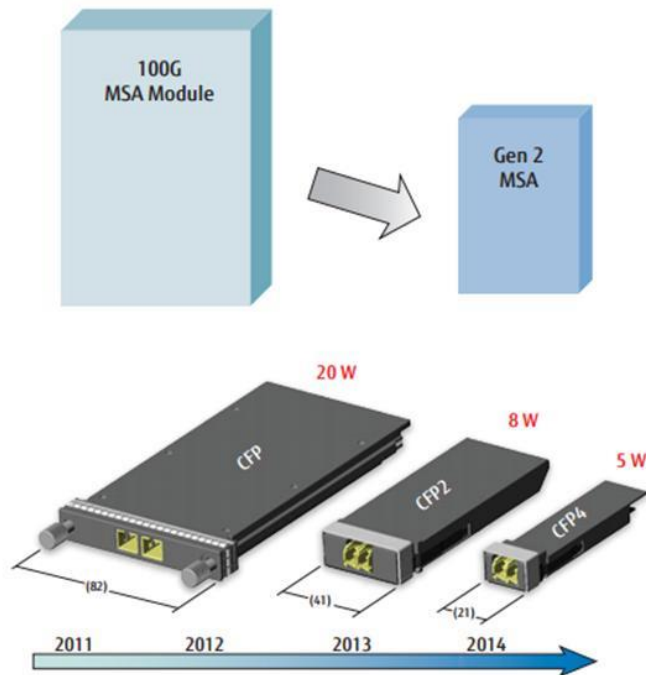 100G
MSA Module
Gen 2
MSA
20 W
8 W
5 W
CFP
CFP2
CFP4
(82)
(41)
(21)
2011 2012 2013 2014